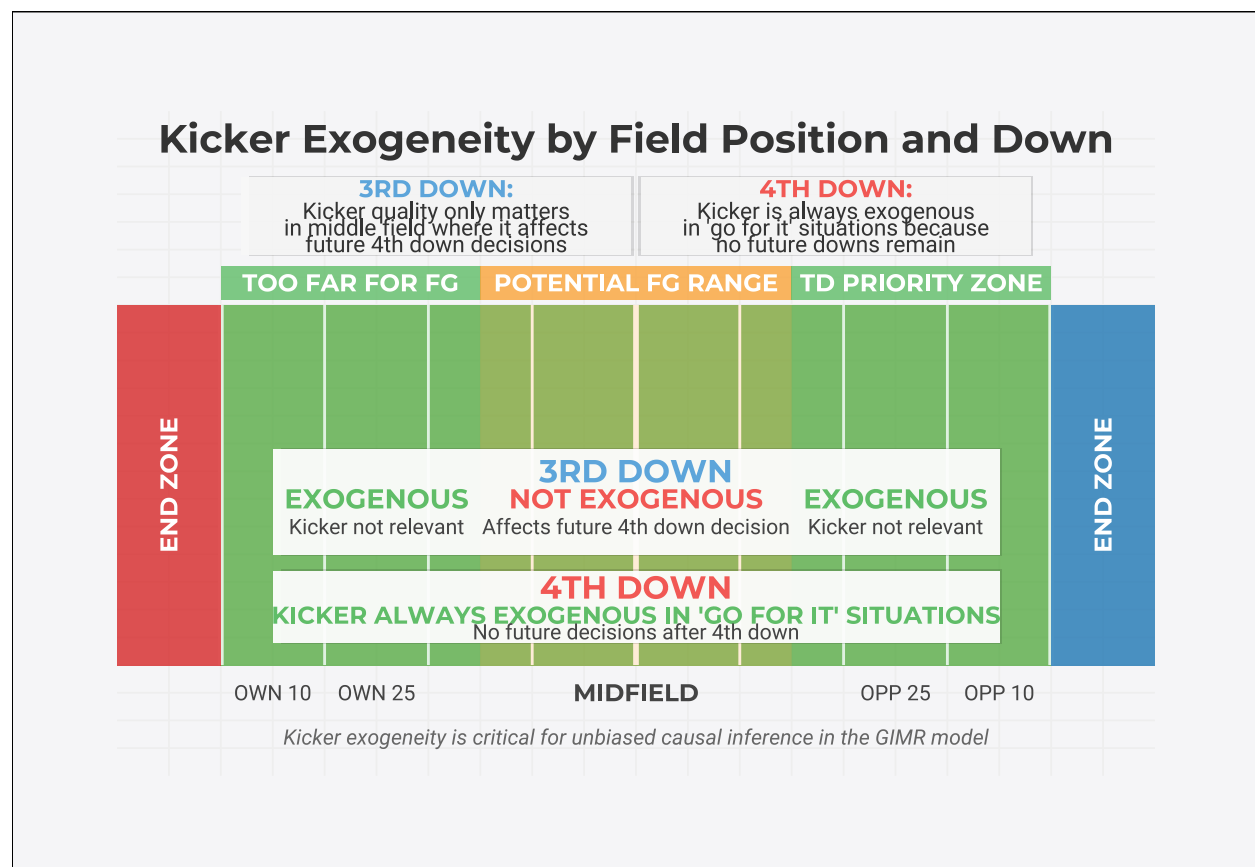 Kicker Exogeneity by Field Position and Down
3RD DOWN:
Kicker quality only matters
in middle field where it affects
future 4th down decisions
4TH DOWN:
Kicker is always exogenous
in 'go for it' situations because
no future downs remain
TOO FAR FOR FG
POTENTIAL FG RANGE
TD PRIORITY ZONE
END ZONE
3RD DOWN
EXOGENOUS
NOT EXOGENOUS
EXOGENOUS
Kicker not relevant
Affects future 4th down decision
Kicker not relevant
4TH DOWN
KICKER ALWAYS EXOGENOUS IN 'GO FOR IT' SITUATIONS
No future decisions after 4th down
END ZONE
OWN 10
OWN 25
MIDFIELD
OPP 25
OPP 10
Kicker exogeneity is critical for unbiased causal inference in the GIMR model